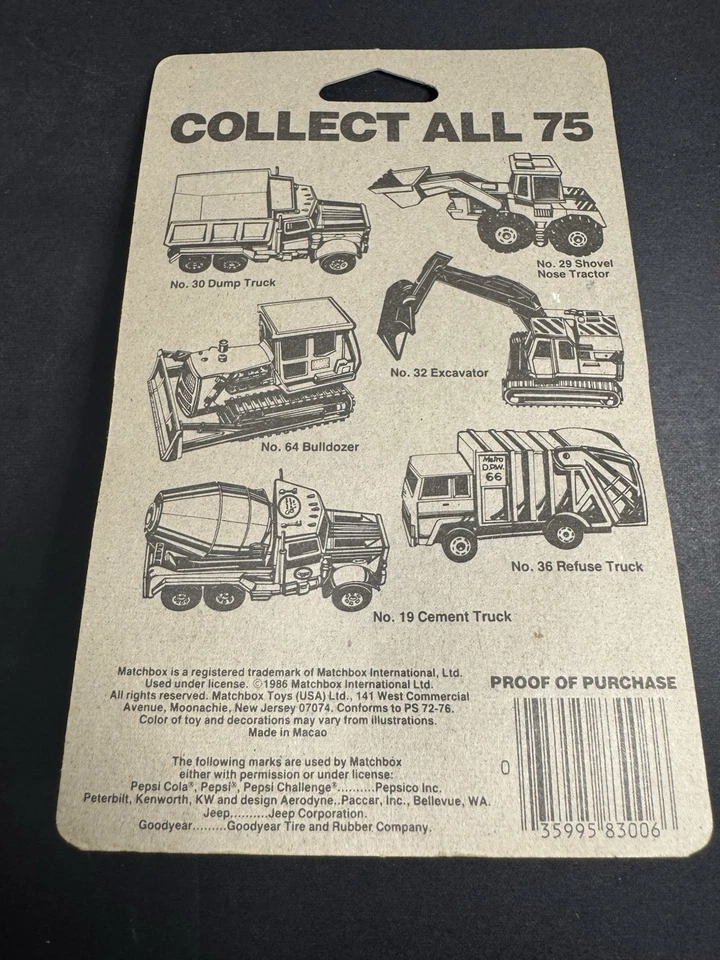 COLLECT ALL 75
No. 30 Dump Truck
No. 29 Shovel
Nose Tractor
No. 32 Excavator
No. 64 Bulldozer
Metro
D.P.W.
66
No. 36 Refuse Truck
No. 19 Cement Truck
Matchbox is a registered trademark of Matchbox International, Ltd.
Used under license. ©1986 Matchbox International Ltd.
All rights reserved. Matchbox Toys (USA) Ltd., 141 West Commercial
Avenue, Moonachie, New Jersey 07074. Conforms to PS 72-76.
Color of toy and decorations may vary from illustrations.
Made in Macao
The following marks are used by Matchbox
either with permission or under license:
Pepsi Cola®, Pepsi®, Pepsi Challenge®..........Pepsico Inc.
Peterbilt, Kenworth, KW and design Aerodyne..Paccar, Inc., Bellevue, WA.
Jeep..........Jeep Corporation.
Goodyear.........Goodyear Tire and Rubber Company.
PROOF OF PURCHASE
0 35995 83006